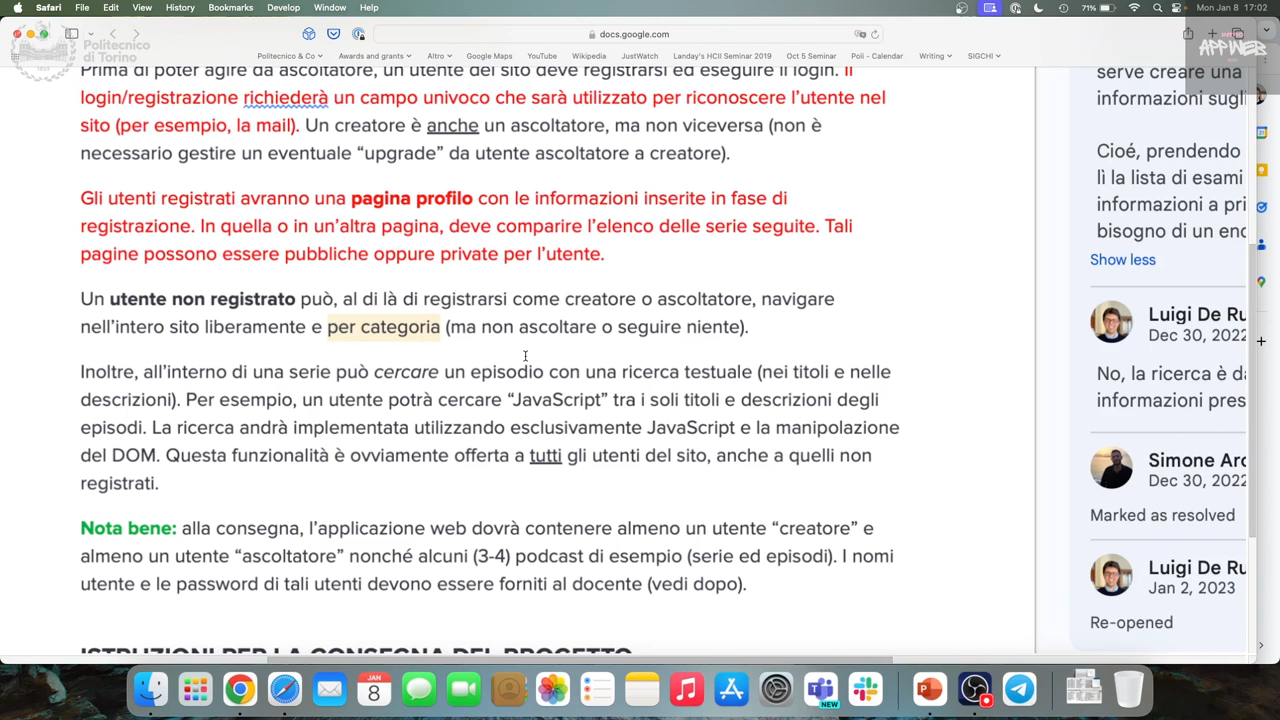 Safari File Edit View History Bookmarks Develop Window Help
71% Mon Jan 8 17:02
docs.google.com
Politecnico di Torino
APPWEB
Politecnico & Co Awards and grants Altro Google Maps YouTube Wikipedia JustWatch Landay's HCII Seminar 2019 Oct 5 Seminar Poli - Calendar Writing SIGCHI
Prima di poter agire da ascoltatore, un utente del sito deve registrarsi ed eseguire il login. Il
login/registrazione richiederà un campo univoco che sarà utilizzato per riconoscere l'utente nel
sito (per esempio, la mail). Un creatore è anche un ascoltatore, ma non viceversa (non è
necessario gestire un eventuale “upgrade” da utente ascoltatore a creatore).
Gli utenti registrati avranno una pagina profilo con le informazioni inserite in fase di
registrazione. In quella o in un'altra pagina, deve comparire l'elenco delle serie seguite. Tali
pagine possono essere pubbliche oppure private per l'utente.
Un utente non registrato può, al di là di registrarsi come creatore o ascoltatore, navigare
nell'intero sito liberamente e per categoria (ma non ascoltare o seguire niente).
Inoltre, all'interno di una serie può cercare un episodio con una ricerca testuale (nei titoli e nelle
descrizioni). Per esempio, un utente potrà cercare “JavaScript” tra i soli titoli e descrizioni degli
episodi. La ricerca andrà implementata utilizzando esclusivamente JavaScript e la manipolazione
del DOM. Questa funzionalità è ovviamente offerta a tutti gli utenti del sito, anche a quelli non
registrati.
Nota bene: alla consegna, l'applicazione web dovrà contenere almeno un utente “creatore” e
almeno un utente “ascoltatore” nonché alcuni (3-4) podcast di esempio (serie ed episodi). I nomi
utente e le password di tali utenti devono essere forniti al docente (vedi dopo).
ISTRUZIONI PER LA CONSEGNA DEL PROGETTO
serve creare una
informazioni sugli
Cioé, prendendo
lì la lista di esami
informazioni a pri
bisogno di un end
Show less
Luigi De Ru
Dec 30, 2022
No, la ricerca è da
informazioni pres
Simone Arc
Dec 30, 2022
Marked as resolved
Luigi De Ru
Jan 2, 2023
Re-opened
JAN
8
NEW